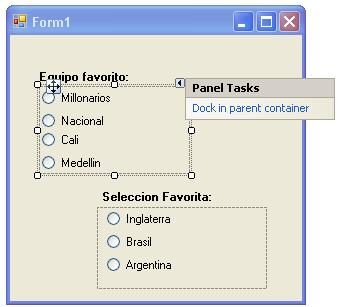 Form1
Equipo favorito:
Panel Tasks
Millonarios
Dock in parent container
Nacional
Cali
Medellin
Seleccion Favorita:
Inglaterra
Brasil
Argentina